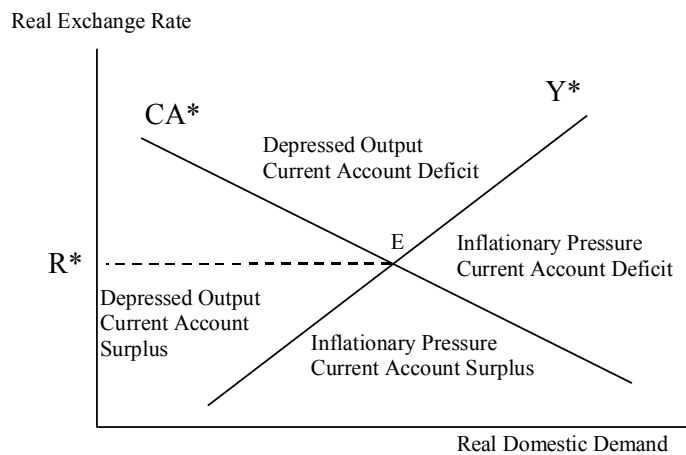 Real Exchange Rate
Y*
CA*
Depressed Output
Current Account Deficit
E
Inflationary Pressure
Current Account Deficit
R*
Depressed Output
Current Account
Surplus
Inflationary Pressure
Current Account Surplus
Real Domestic Demand